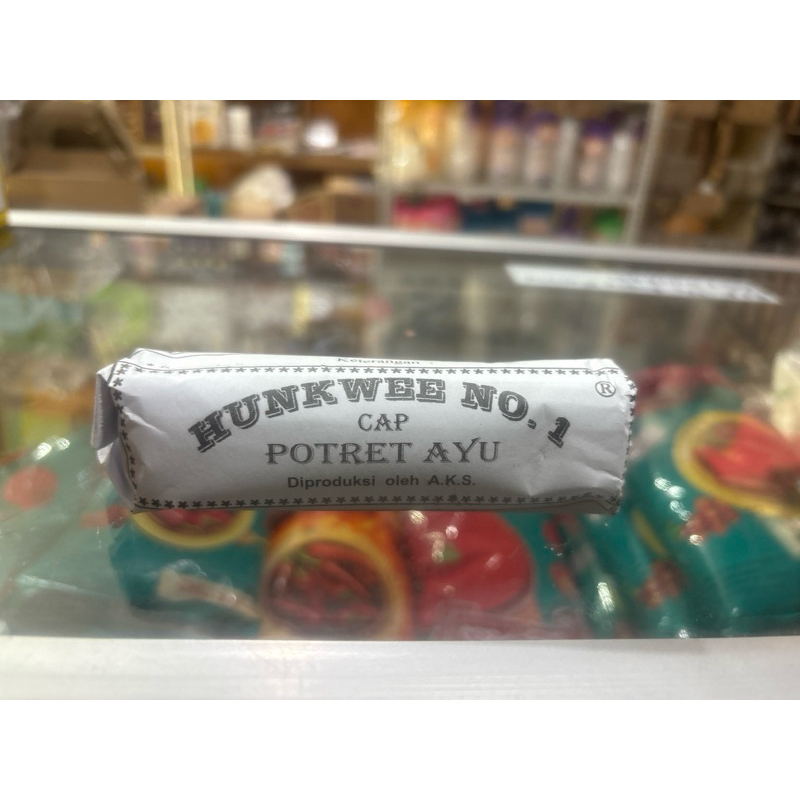 Keterangan
HUNKWEE NO. 1
®
CAP
POTRET AYU
Diproduksi oleh A.K.S.